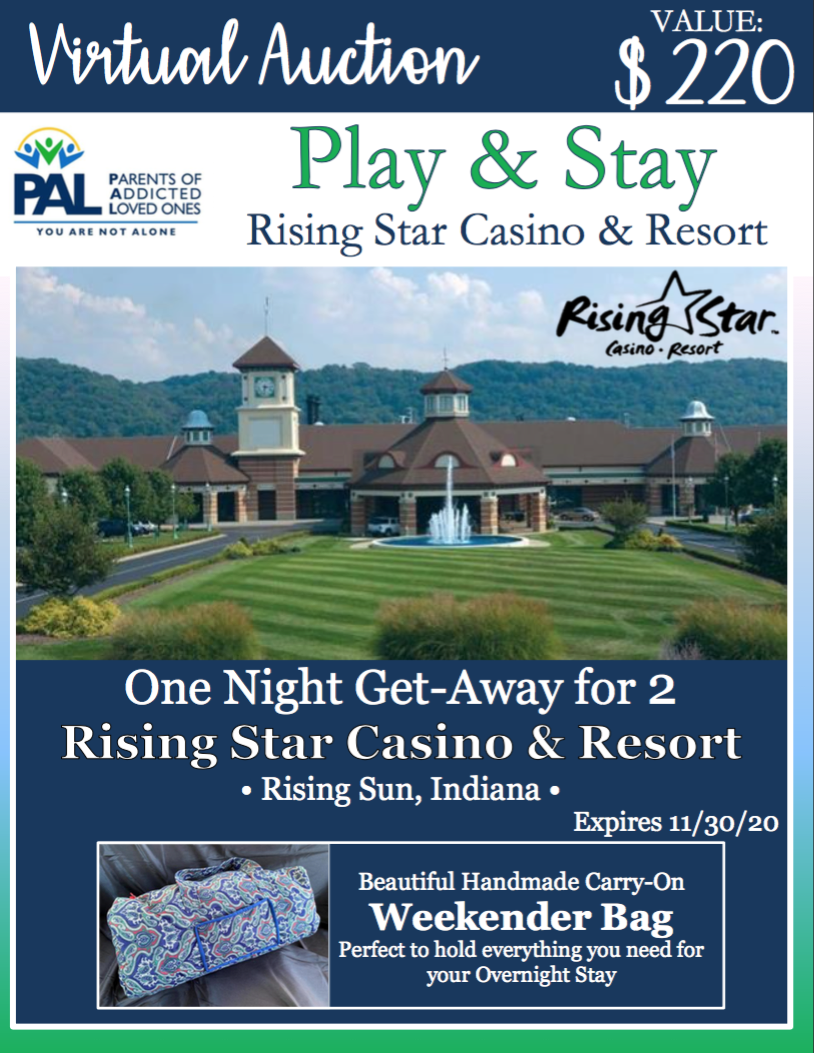 Virtual Auction
VALUE:
$220
PAL
PARENTS OF
ADDICTED
LOVED ONES
YOU ARE NOT ALONE
Play & Stay
Rising Star Casino & Resort
Rising Star™
Casino • Resort
One Night Get-Away for 2
Rising Star Casino & Resort
• Rising Sun, Indiana •
Expires 11/30/20
Beautiful Handmade Carry-On
Weekender Bag
Perfect to hold everything you need for
your Overnight Stay